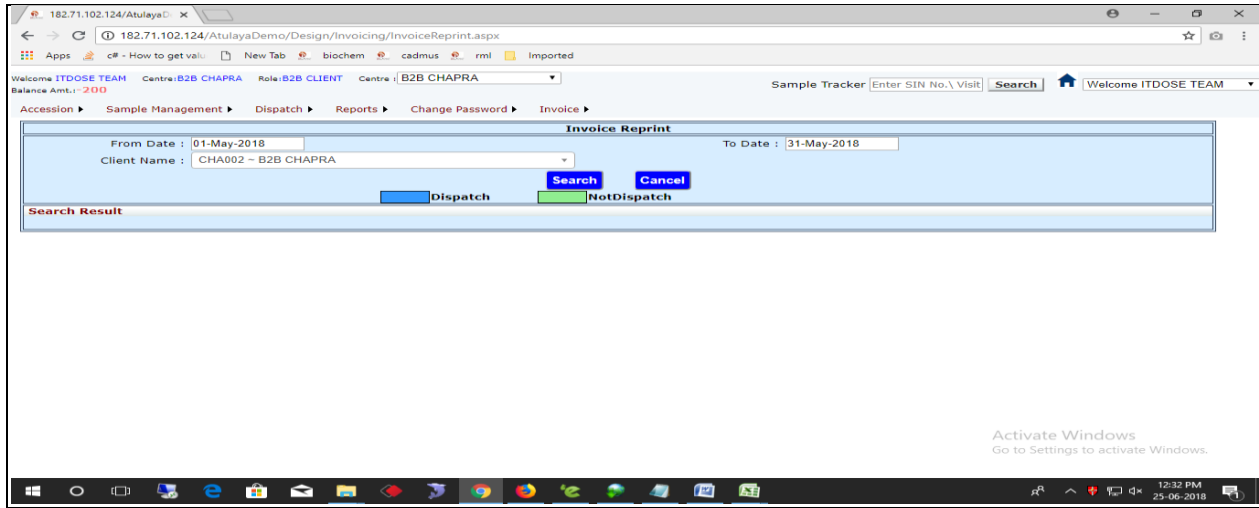 182.71.102.124/AtulayaD
182.71.102.124/AtulayaDemo/Design/Invoicing/InvoiceReprint.aspx
Apps c# - How to get valu New Tab biochem cadmus rml Imported
Welcome ITDOSE TEAM Centre:B2B CHAPRA Role:B2B CLIENT Centre : B2B CHAPRA
Balance Amt.:-200
Sample Tracker Enter SIN No.\ Visit Search Welcome ITDOSE TEAM
Accession Sample Management Dispatch Reports Change Password Invoice
Invoice Reprint
From Date : 01-May-2018 To Date : 31-May-2018
Client Name : CHA002 ~ B2B CHAPRA
Search Cancel
Dispatch NotDispatch
Search Result
Activate Windows
Go to Settings to activate Windows.
12:32 PM
25-06-2018